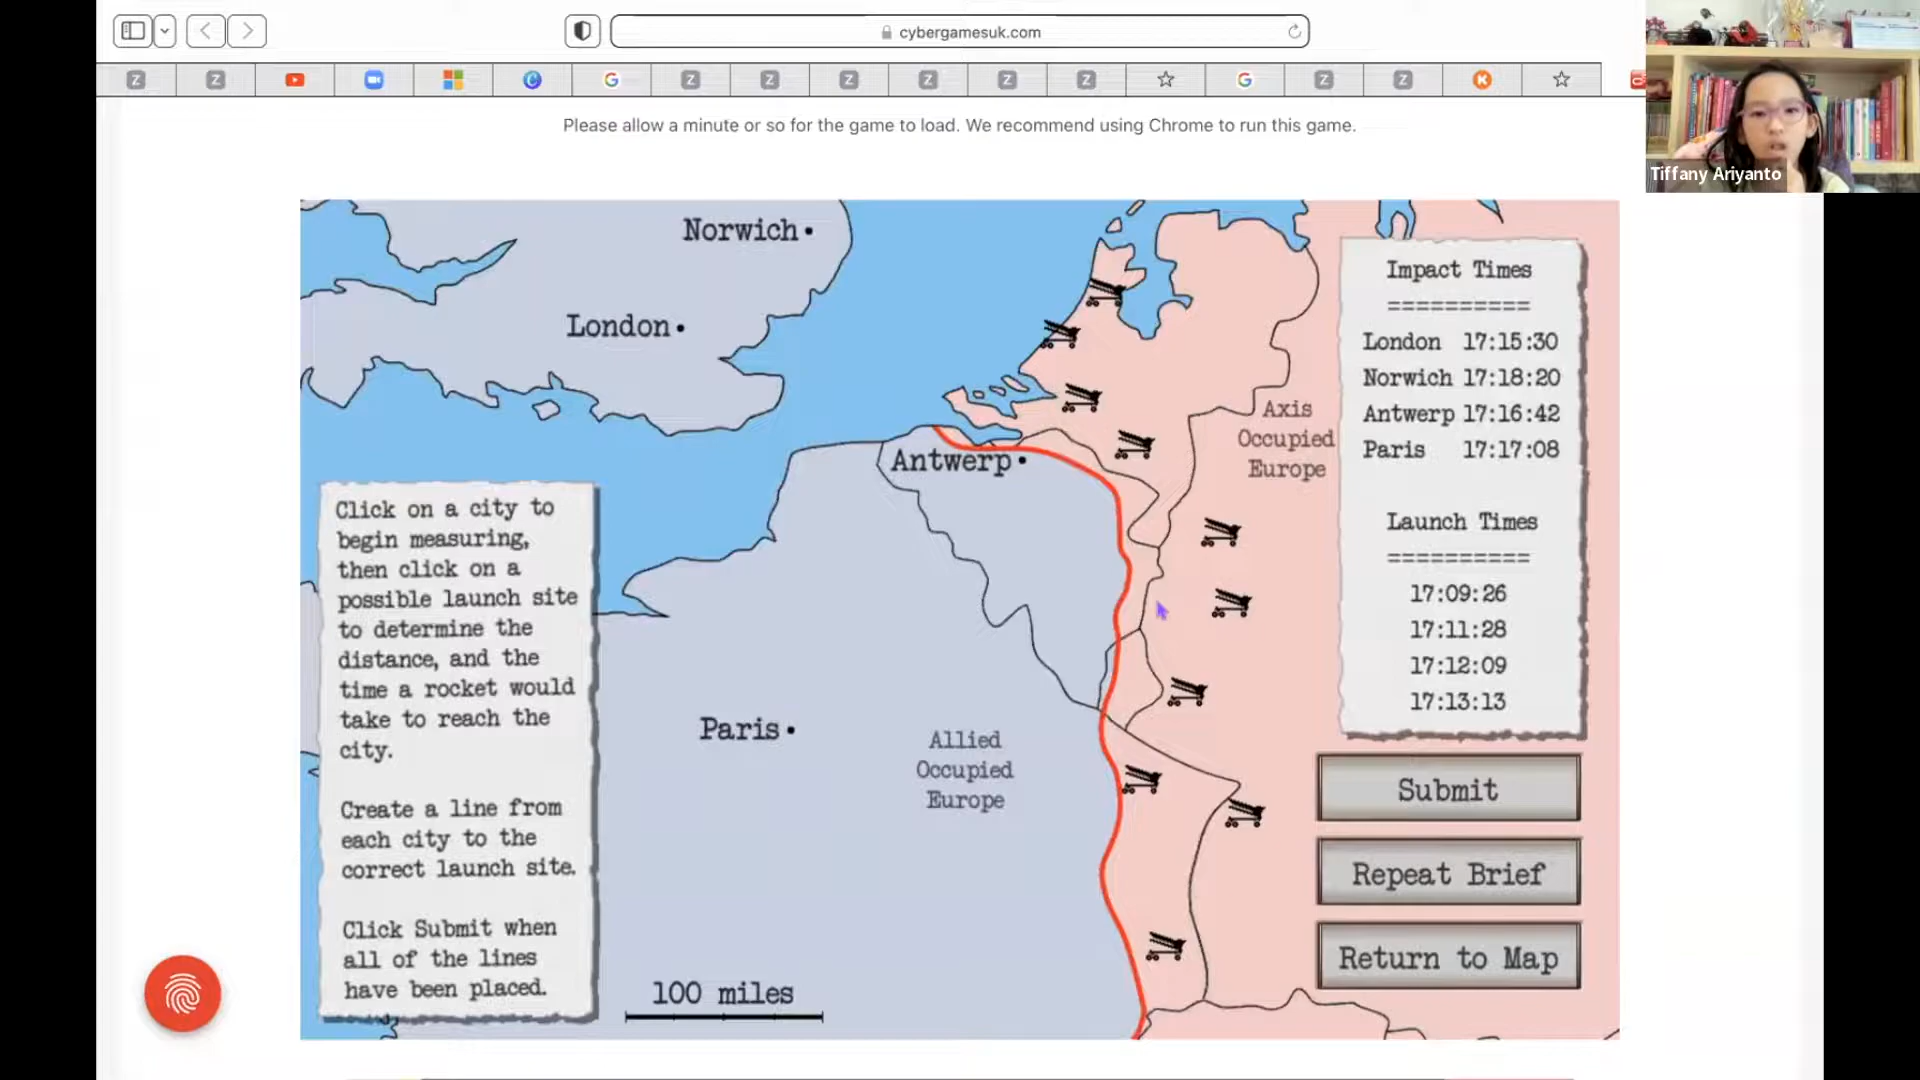 cybergamesuk.com
Please allow a minute or so for the game to load. We recommend using Chrome to run this game.
Tiffany Ariyanto
Norwich
London
Antwerp
Paris
Allied
Occupied
Europe
Axis
Occupied
Europe
Click on a city to
begin measuring,
then click on a
possible launch site
to determine the
distance, and the
time a rocket would
take to reach the
city.
Create a line from
each city to the
correct launch site.
Click Submit when
all of the lines
have been placed.
100 miles
Impact Times
==========
London 17:15:30
Norwich 17:18:20
Antwerp 17:16:42
Paris 17:17:08
Launch Times
==========
17:09:26
17:11:28
17:12:09
17:13:13
Submit
Repeat Brief
Return to Map